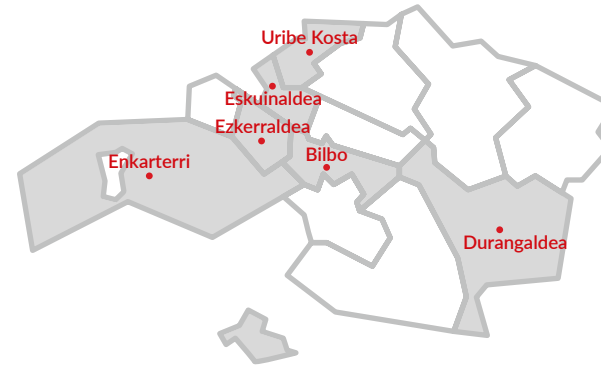 Uribe Kosta
Eskuinaldea
Ezkerraldea
Bilbo
Enkarterri
Durangaldea